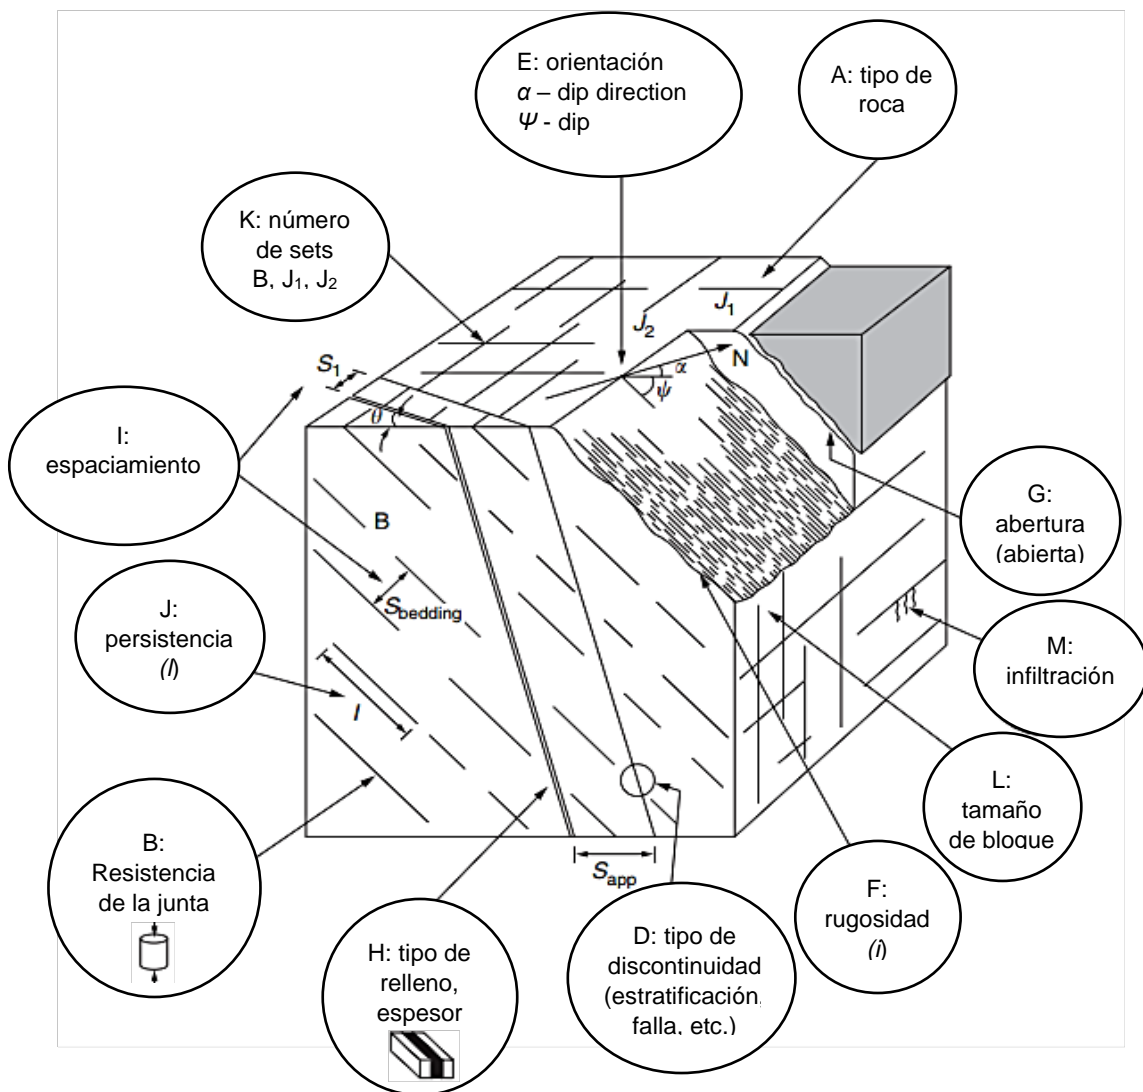 E: orientación
α – dip direction
Ψ - dip
A: tipo de
roca
K: número
de sets
B, J₁, J₂
J₁
J₂
N
α
ψ
S₁
θ
I:
espaciamiento
B
G:
abertura
(abierta)
S bedding
J:
persistencia
(l)
M:
infiltración
l
L:
tamaño
de bloque
B:
Resistencia
de la junta
S app
F:
rugosidad
(i)
H: tipo de
relleno,
espesor
D: tipo de
discontinuidad
(estratificación,
falla, etc.)